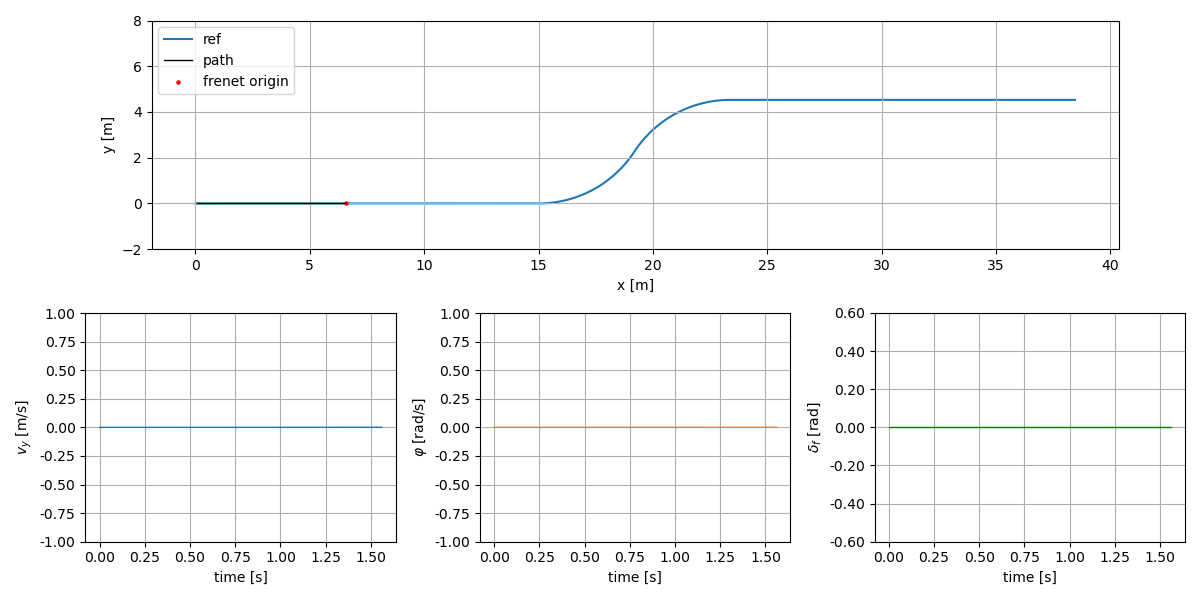 8
6
4
2
0
−2
y [m]
ref
path
frenet origin
0 5 10 15 20 25 30 35 40
x [m]
1.00
0.75
0.50
0.25
0.00
-0.25
-0.50
-0.75
-1.00
v_y [m/s]
0.00 0.25 0.50 0.75 1.00 1.25 1.50
time [s]
1.00
0.75
0.50
0.25
0.00
-0.25
-0.50
-0.75
-1.00
φ [rad/s]
0.00 0.25 0.50 0.75 1.00 1.25 1.50
time [s]
0.60
0.40
0.20
0.00
-0.20
-0.40
-0.60
δ_f [rad]
0.00 0.25 0.50 0.75 1.00 1.25 1.50
time [s]